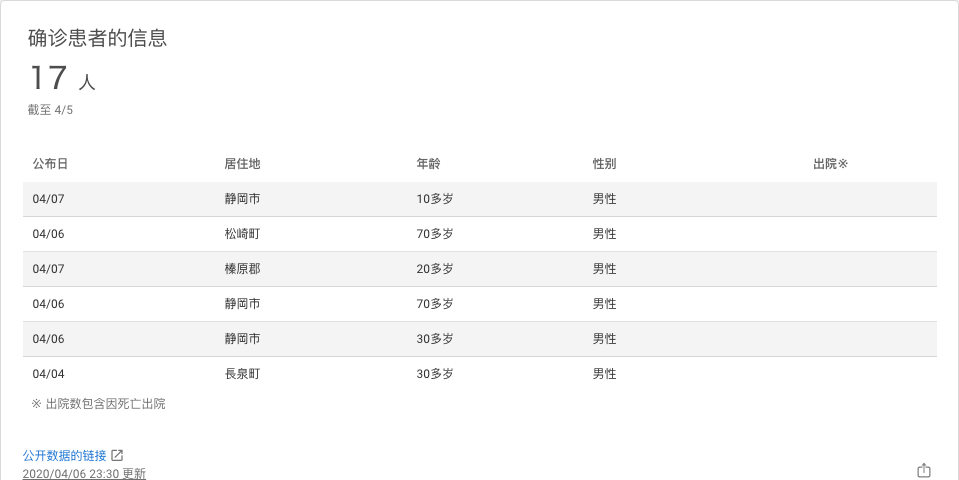 确诊患者的信息
17 人
截至 4/5
公布日 居住地 年龄 性别 出院※
04/07 静岡市 10多岁 男性
04/06 松崎町 70多岁 男性
04/07 榛原郡 20多岁 男性
04/06 静岡市 70多岁 男性
04/06 静岡市 30多岁 男性
04/04 長泉町 30多岁 男性
※ 出院数包含因死亡出院
公开数据的链接
2020/04/06 23:30 更新